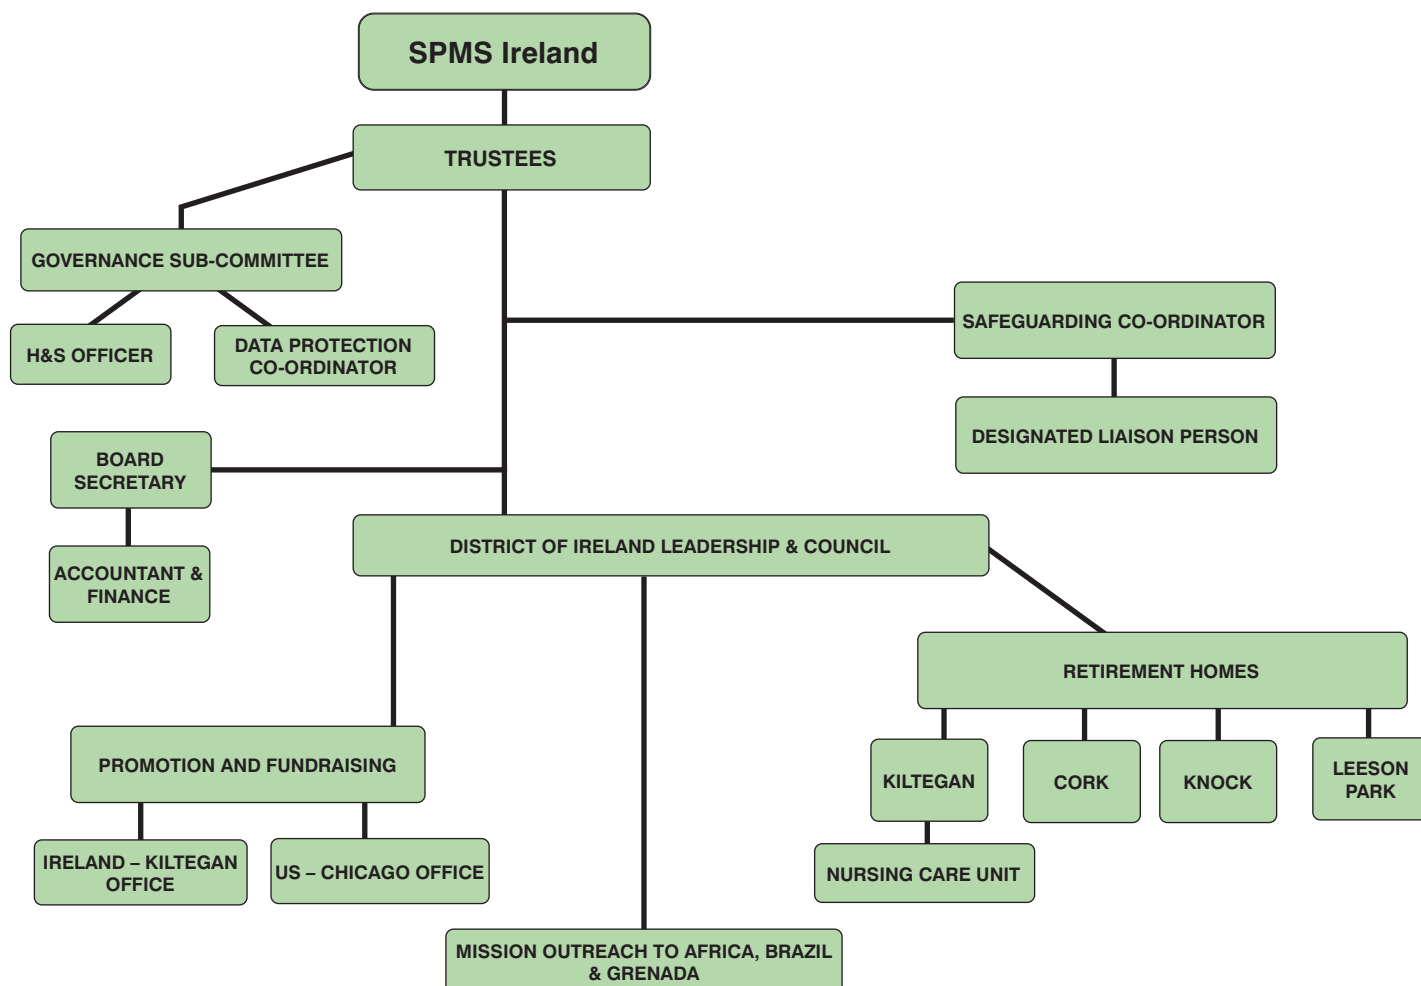 SPMS Ireland
TRUSTEES
GOVERNANCE SUB-COMMITTEE
H&S OFFICER
DATA PROTECTION
CO-ORDINATOR
SAFEGUARDING CO-ORDINATOR
DESIGNATED LIAISON PERSON
BOARD
SECRETARY
ACCOUNTANT &
FINANCE
DISTRICT OF IRELAND LEADERSHIP & COUNCIL
RETIREMENT HOMES
KILTEGAN
CORK
KNOCK
LEESON
PARK
NURSING CARE UNIT
PROMOTION AND FUNDRAISING
IRELAND – KILTEGAN
OFFICE
US – CHICAGO OFFICE
MISSION OUTREACH TO AFRICA, BRAZIL
& GRENADA